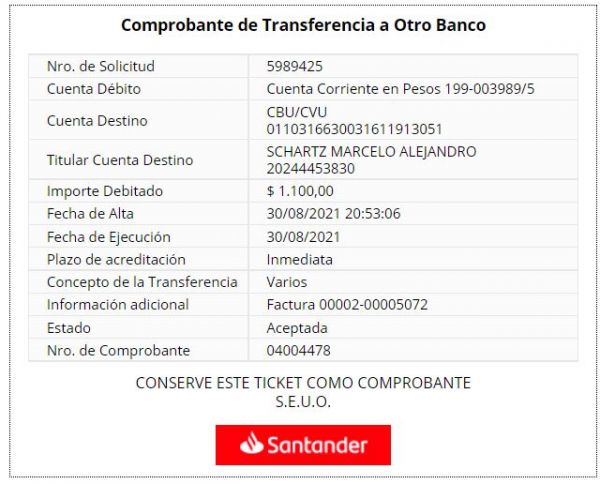 Comprobante de Transferencia a Otro Banco
Nro. de Solicitud 5989425
Cuenta Débito Cuenta Corriente en Pesos 199-003989/5
Cuenta Destino CBU/CVU
0110316630031611913051
Titular Cuenta Destino SCHARTZ MARCELO ALEJANDRO
20244453830
Importe Debitado $ 1.100,00
Fecha de Alta 30/08/2021 20:53:06
Fecha de Ejecución 30/08/2021
Plazo de acreditación Inmediata
Concepto de la Transferencia Varios
Información adicional Factura 00002-00005072
Estado Aceptada
Nro. de Comprobante 04004478
CONSERVE ESTE TICKET COMO COMPROBANTE
S.E.U.O.
Santander